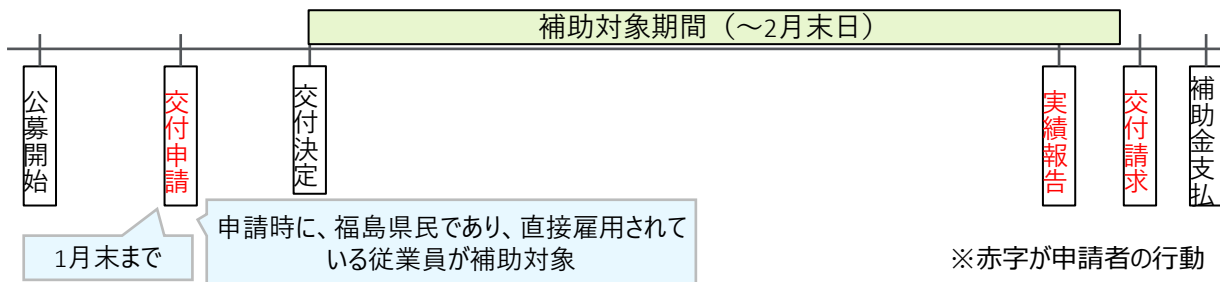 補助対象期間（～2月末日）
公募開始
交付申請
交付決定
実績報告
交付請求
補助金支払
1月末まで
申請時に、福島県民であり、直接雇用されて
いる従業員が補助対象
※赤字が申請者の行動